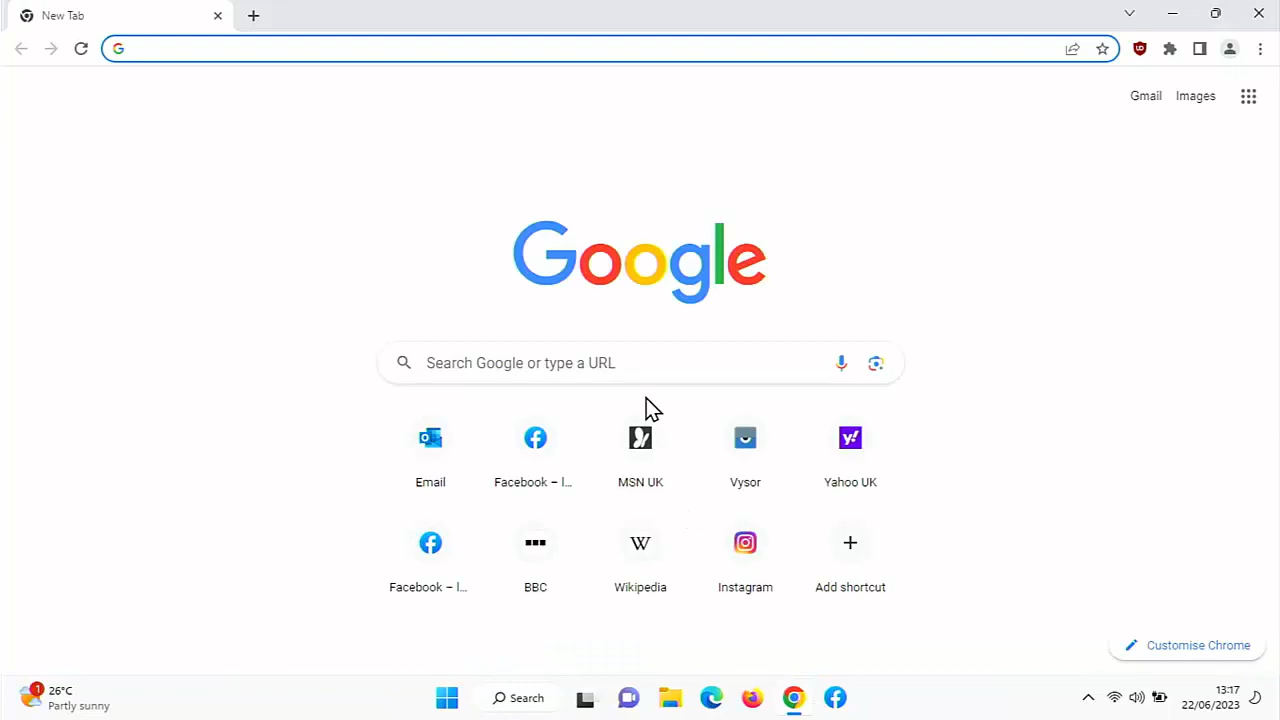 New Tab
Gmail Images
Google
Search Google or type a URL
Email Facebook – l... MSN UK Vysor Yahoo UK
Facebook – l... BBC Wikipedia Instagram Add shortcut
Customise Chrome
1 26°C
Partly sunny
Search
13:17
22/06/2023